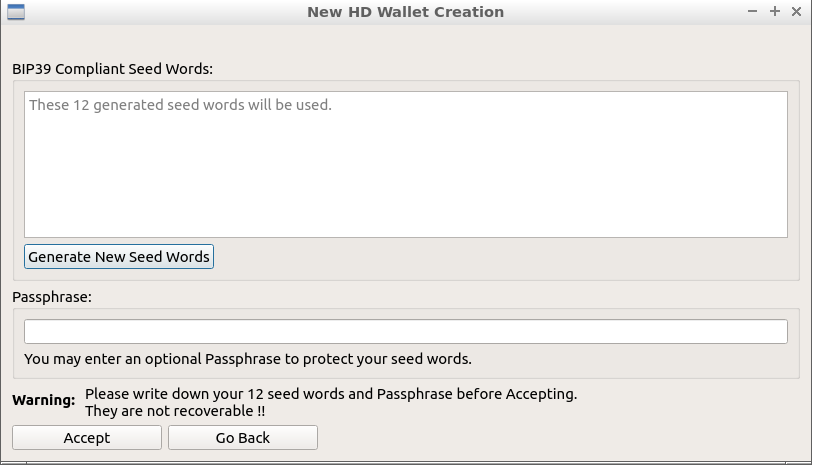 New HD Wallet Creation
BIP39 Compliant Seed Words:
These 12 generated seed words will be used.
Generate New Seed Words
Passphrase:
You may enter an optional Passphrase to protect your seed words.
Warning: Please write down your 12 seed words and Passphrase before Accepting.
They are not recoverable !!
Accept Go Back